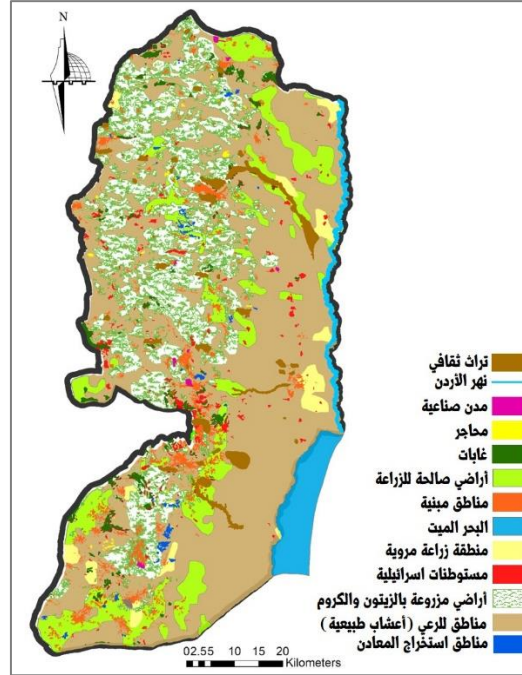 تراث ثقافي
نهر الأردن
مدن صناعية
محاجر
غابات
أراضي صالحة للزراعة
مناطق مبنية
البحر الميت
منطقة زراعة مروية
مستوطنات اسرائيلية
أراضي مزروعة بالزيتون والكروم
مناطق للرعي (أعشاب طبيعية)
مناطق استخراج المعادن
02.55 10 15 20
Kilometers